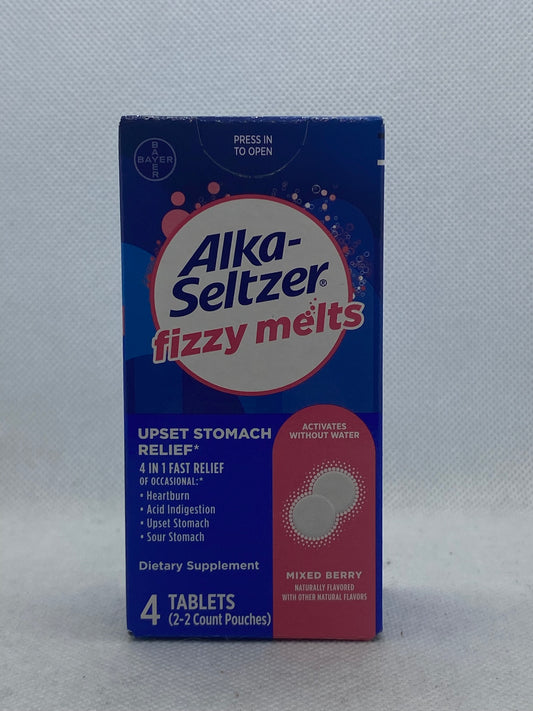 PRESS IN
TO OPEN
BAYER
BAYER
Alka-
Seltzer®
fizzy melts
UPSET STOMACH
RELIEF*
4 IN 1 FAST RELIEF
OF OCCASIONAL:*
• Heartburn
• Acid Indigestion
• Upset Stomach
• Sour Stomach
Dietary Supplement
4 TABLETS
(2-2 Count Pouches)
ACTIVATES
WITHOUT WATER
MIXED BERRY
NATURALLY FLAVORED
WITH OTHER NATURAL FLAVORS